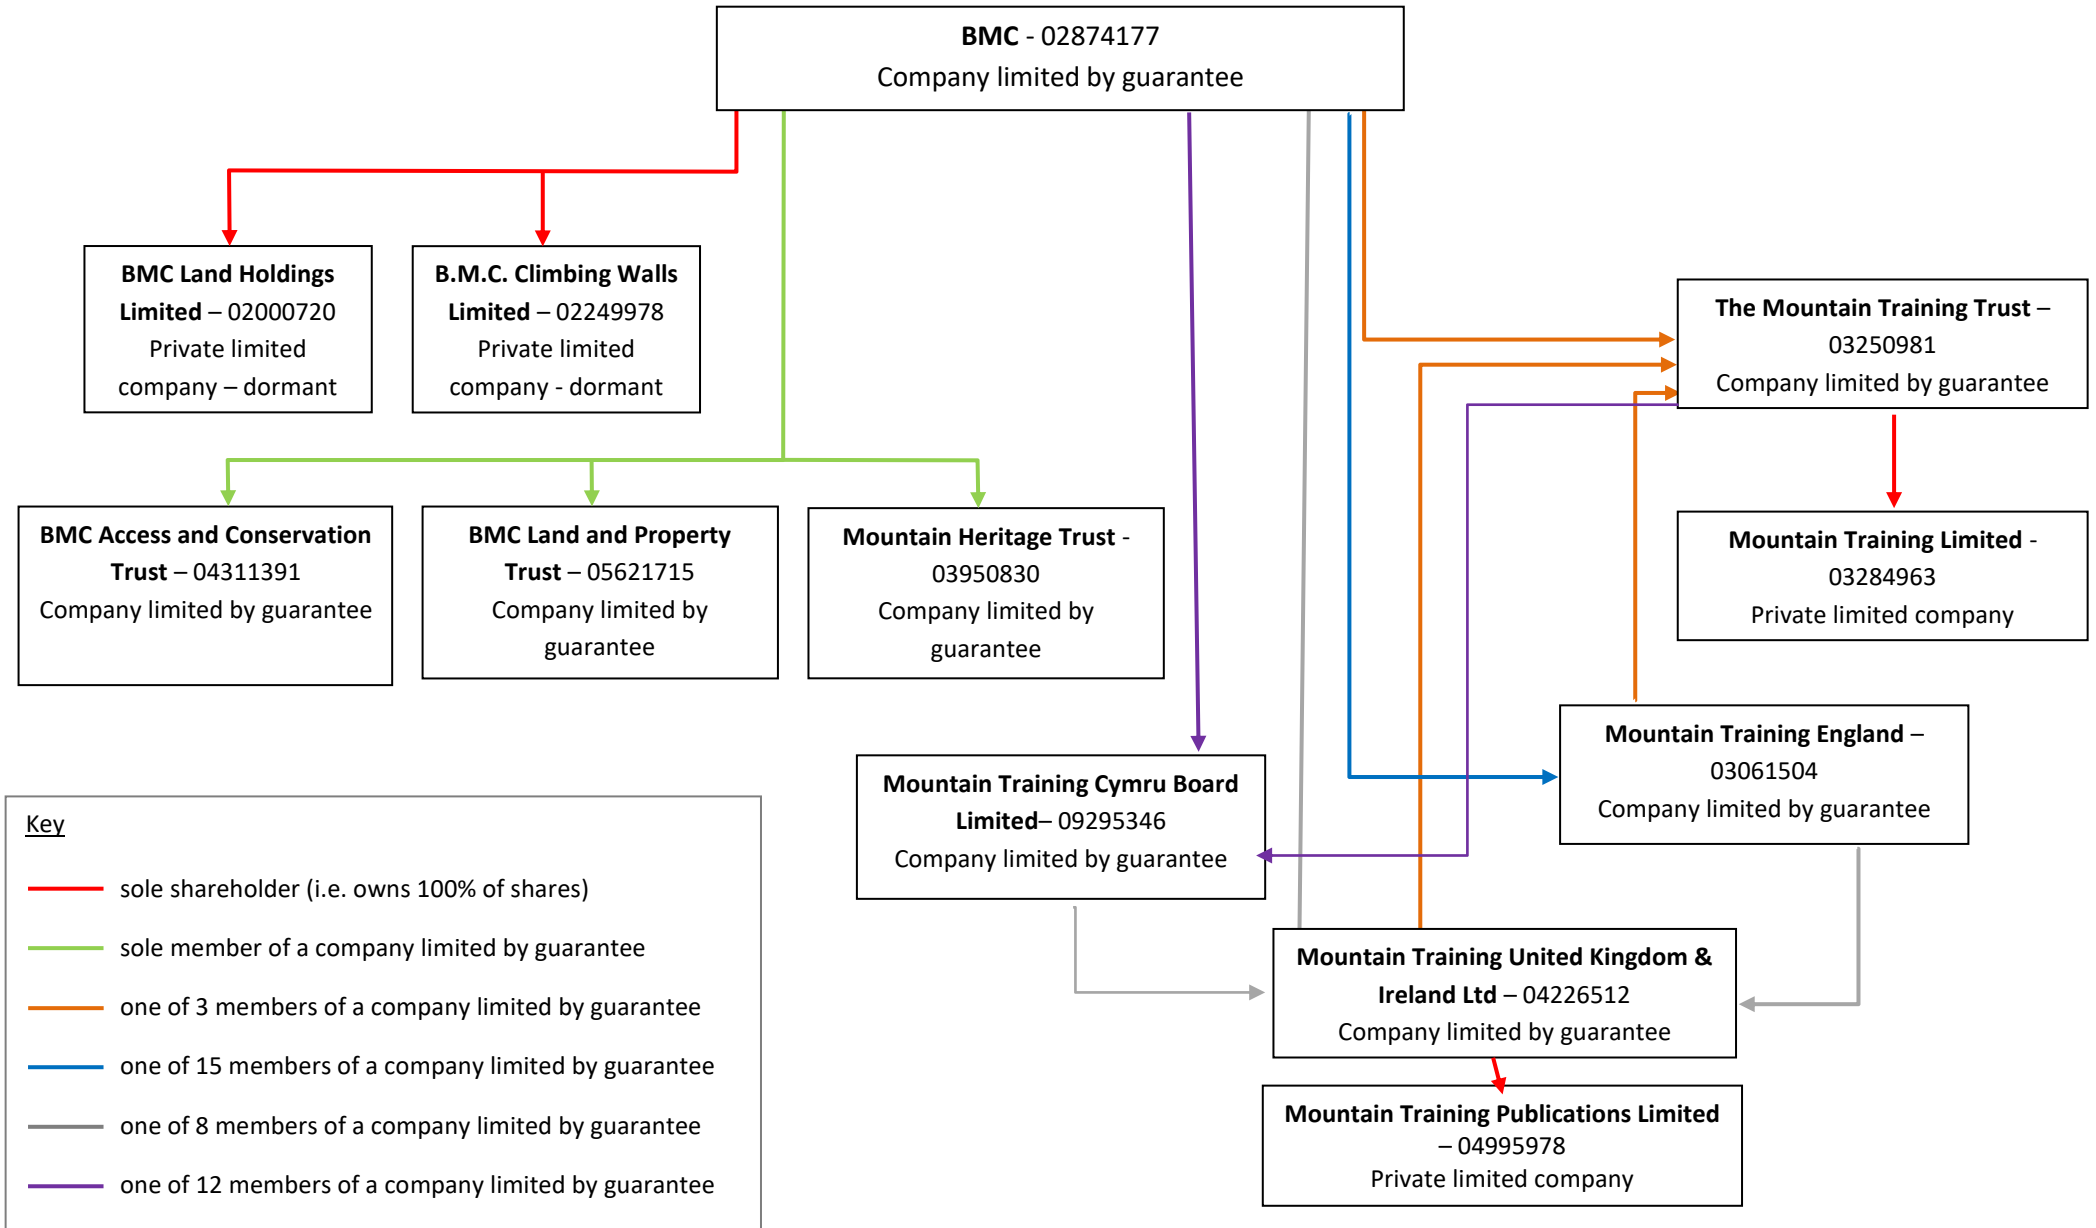 BMC - 02874177
Company limited by guarantee
BMC Land Holdings
Limited – 02000720
Private limited
company – dormant
B.M.C. Climbing Walls
Limited – 02249978
Private limited
company - dormant
The Mountain Training Trust –
03250981
Company limited by guarantee
BMC Access and Conservation
Trust – 04311391
Company limited by guarantee
BMC Land and Property
Trust – 05621715
Company limited by
guarantee
Mountain Heritage Trust -
03950830
Company limited by
guarantee
Mountain Training Limited -
03284963
Private limited company
Mountain Training England –
03061504
Company limited by guarantee
Mountain Training Cymru Board
Limited– 09295346
Company limited by guarantee
Mountain Training United Kingdom &
Ireland Ltd – 04226512
Company limited by guarantee
Mountain Training Publications Limited
– 04995978
Private limited company
Key
sole shareholder (i.e. owns 100% of shares)
sole member of a company limited by guarantee
one of 3 members of a company limited by guarantee
one of 15 members of a company limited by guarantee
one of 8 members of a company limited by guarantee
one of 12 members of a company limited by guarantee